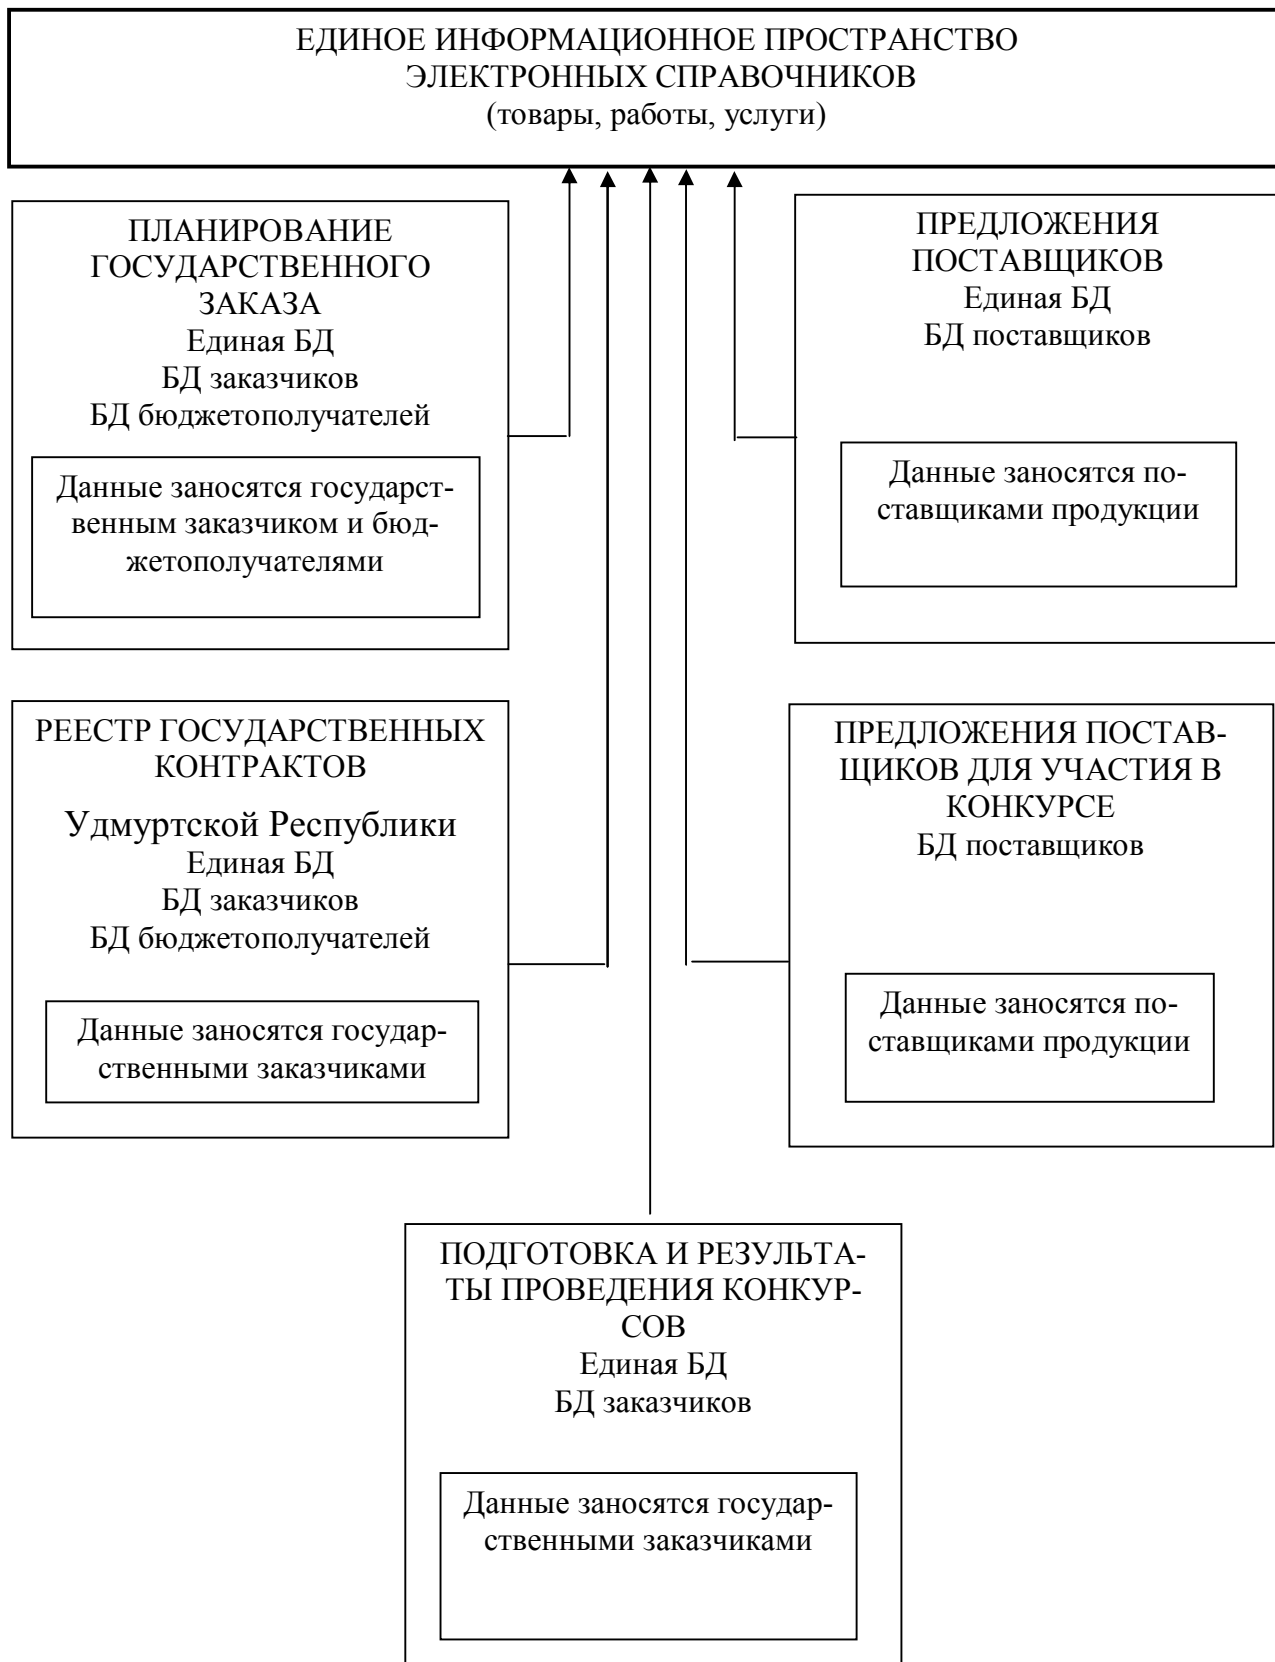 ЕДИНОЕ ИНФОРМАЦИОННОЕ ПРОСТРАНСТВО
ЭЛЕКТРОННЫХ СПРАВОЧНИКОВ
(товары, работы, услуги)
ПЛАНИРОВАНИЕ
ГОСУДАРСТВЕННОГО
ЗАКАЗА
Единая БД
БД заказчиков
БД бюджетополучателей
Данные заносятся государст-
венным заказчиком и бюд-
жетополучателями
ПРЕДЛОЖЕНИЯ
ПОСТАВЩИКОВ
Единая БД
БД поставщиков
Данные заносятся по-
ставщиками продукции
РЕЕСТР ГОСУДАРСТВЕННЫХ
КОНТРАКТОВ
Удмуртской Республики
Единая БД
БД заказчиков
БД бюджетополучателей
Данные заносятся государ-
ственными заказчиками
ПРЕДЛОЖЕНИЯ ПОСТАВ-
ЩИКОВ ДЛЯ УЧАСТИЯ В
КОНКУРСЕ
БД поставщиков
Данные заносятся по-
ставщиками продукции
ПОДГОТОВКА И РЕЗУЛЬТА-
ТЫ ПРОВЕДЕНИЯ КОНКУР-
СОВ
Единая БД
БД заказчиков
Данные заносятся государ-
ственными заказчиками